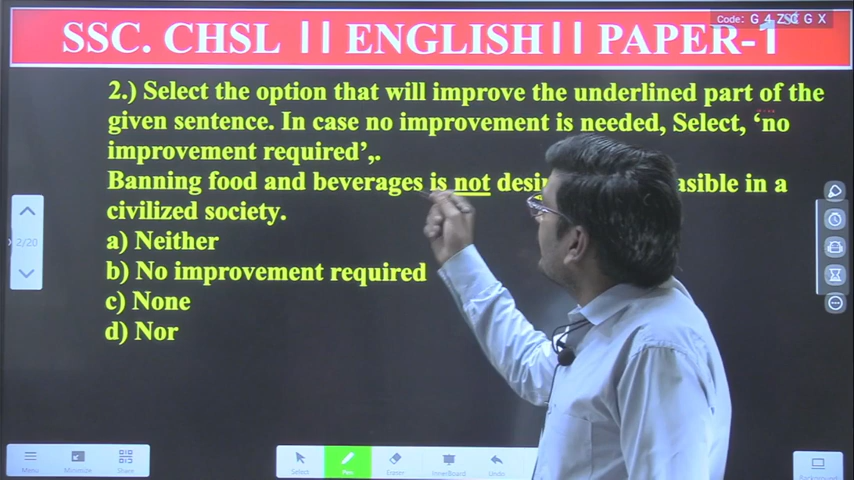 Code: G 4 Z C G X
SSC. CHSL || ENGLISH || PAPER-I
2.) Select the option that will improve the underlined part of the
given sentence. In case no improvement is needed, Select, ‘no
improvement required’,.
Banning food and beverages is not desi asible in a
civilized society.
a) Neither
b) No improvement required
c) None
d) Nor
2/20
Menu Minimize Share Select Pen Eraser InnerBoard Undo Background